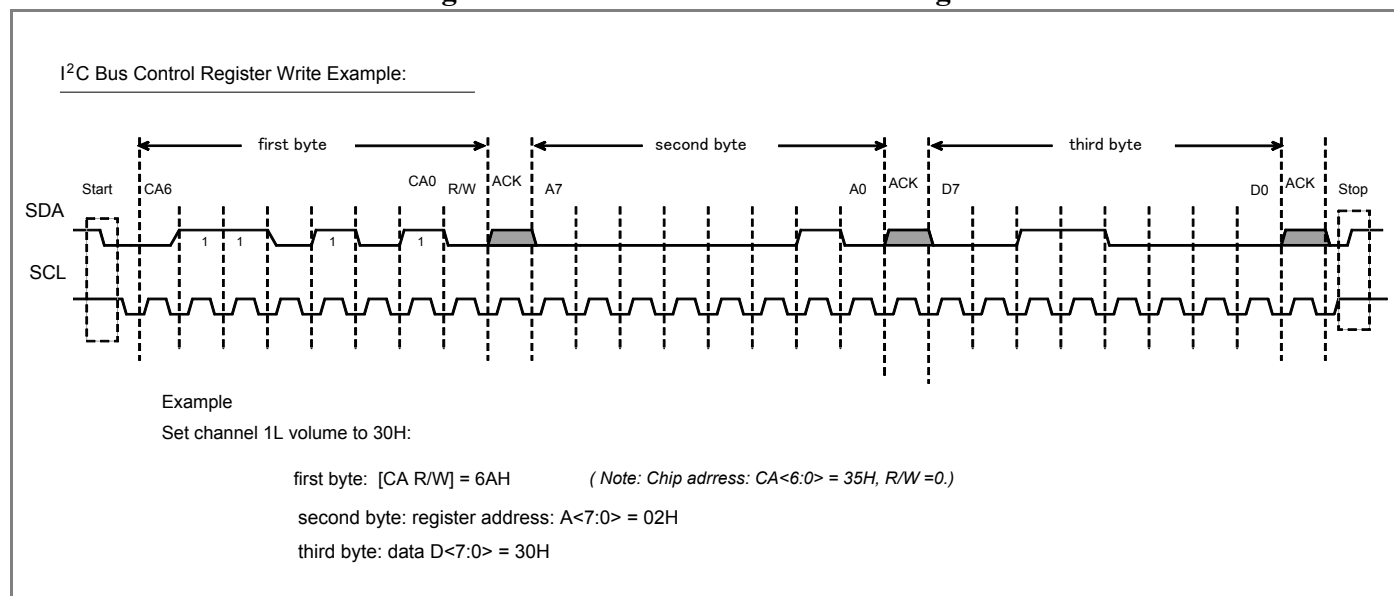 I²C Bus Control Register Write Example:
first byte second byte third byte
Start CA6 CA0 R/W ACK A7 A0 ACK D7 D0 ACK Stop
SDA
1 1 1 1
SCL
Example
Set channel 1L volume to 30H:
first byte: [CA R/W] = 6AH ( Note: Chip adrress: CA<6:0> = 35H, R/W =0.)
second byte: register address: A<7:0> = 02H
third byte: data D<7:0> = 30H